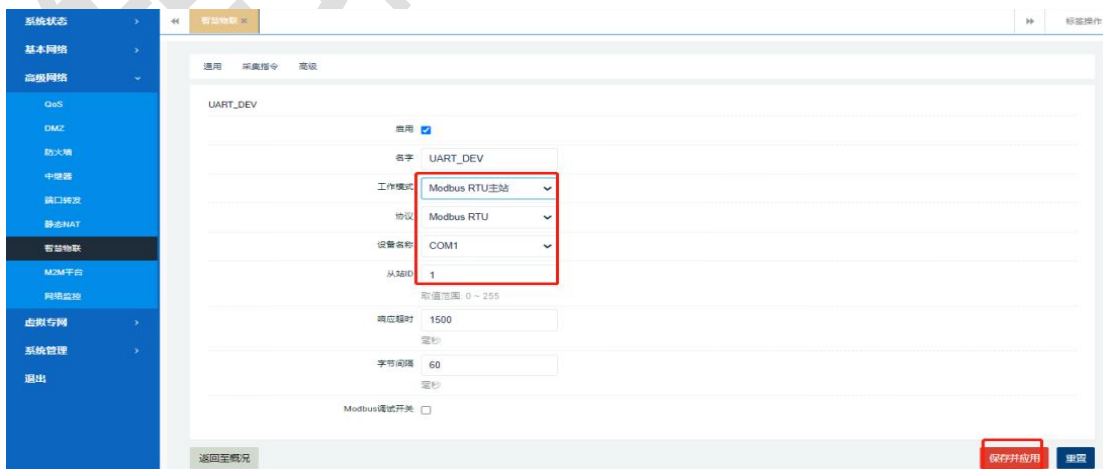 系统状态
智慧物联
标签操作
基本网络
高级网络
通用 采集指令 高级
QoS
UART_DEV
DMZ
启用
防火墙
名字 UART_DEV
中继器
工作模式 Modbus RTU主站
端口转发
协议 Modbus RTU
静态NAT
设备名称 COM1
智慧物联
从站ID 1
M2M平台
取值范围: 0 ~ 255
网络监控
响应超时 1500
毫秒
虚拟专网
系统管理
字节间隔 60
毫秒
退出
Modbus调试开关
返回至概况
保存并应用
重置